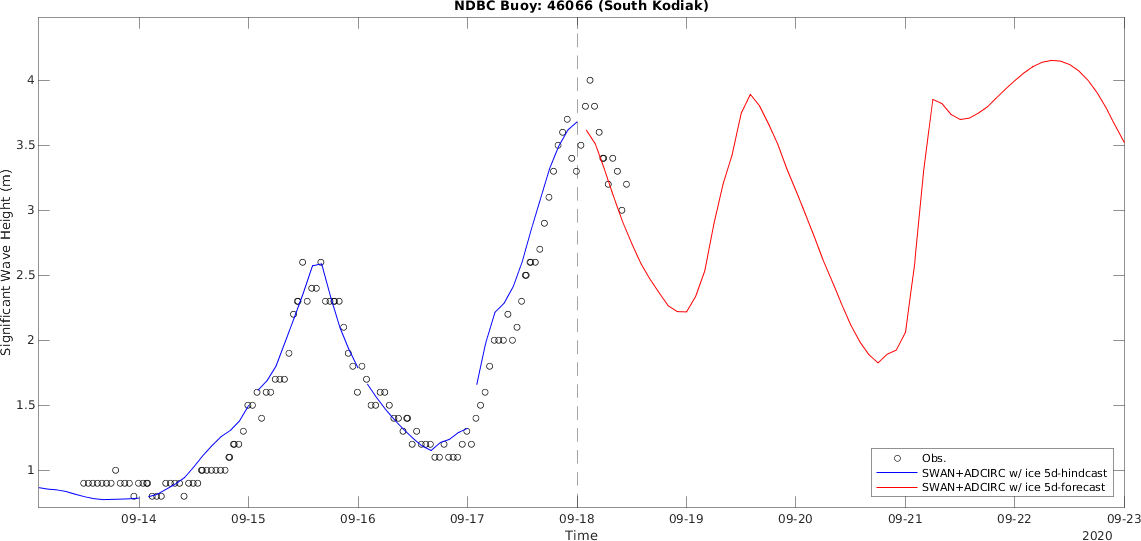 NDBC Buoy: 46066 (South Kodiak)
Significant Wave Height (m)
4
3.5
3
2.5
2
1.5
1
Obs.
SWAN+ADCIRC w/ ice 5d-hindcast
SWAN+ADCIRC w/ ice 5d-forecast
09-14 09-15 09-16 09-17 09-18 09-19 09-20 09-21 09-22 09-23
Time 2020